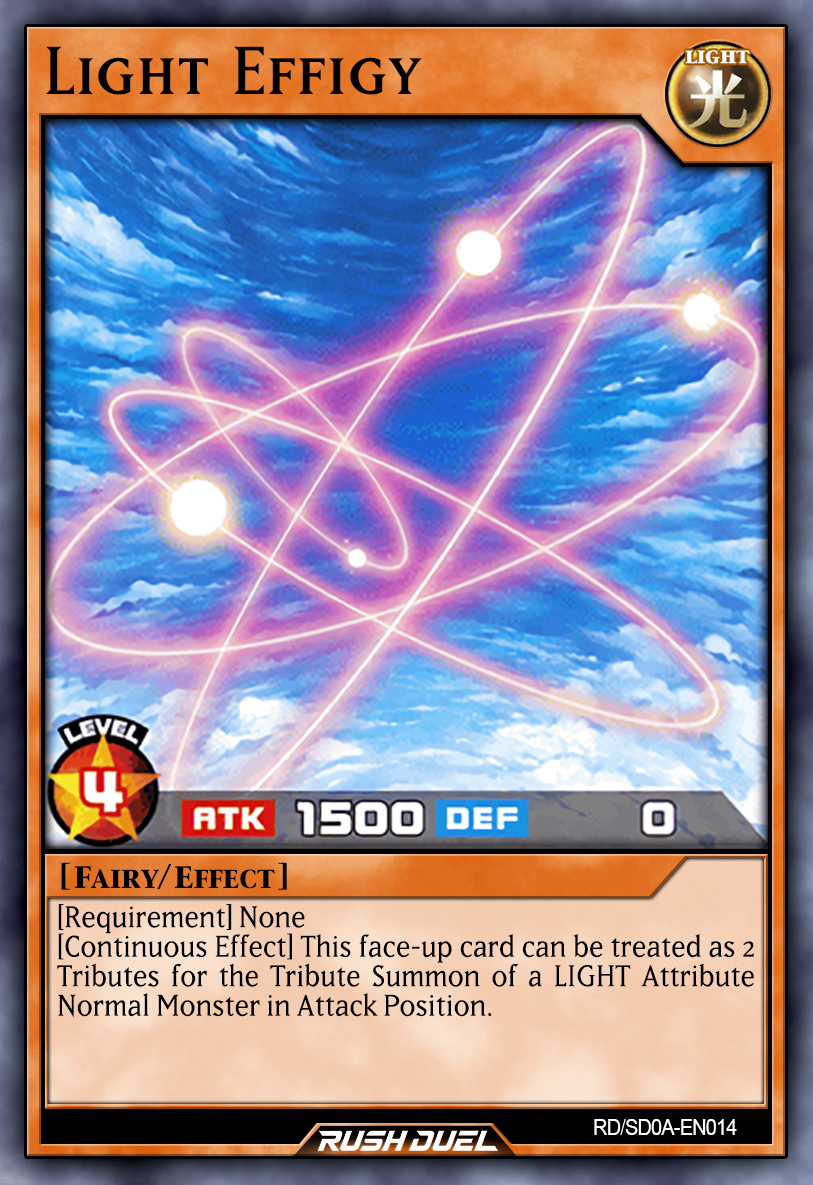 Light Effigy
LIGHT
光
LEVEL
4
ATK 1500 DEF 0
[Fairy/Effect]
[Requirement] None
[Continuous Effect] This face-up card can be treated as 2
Tributes for the Tribute Summon of a LIGHT Attribute
Normal Monster in Attack Position.
RD/SD0A-EN014
RUSH DUEL